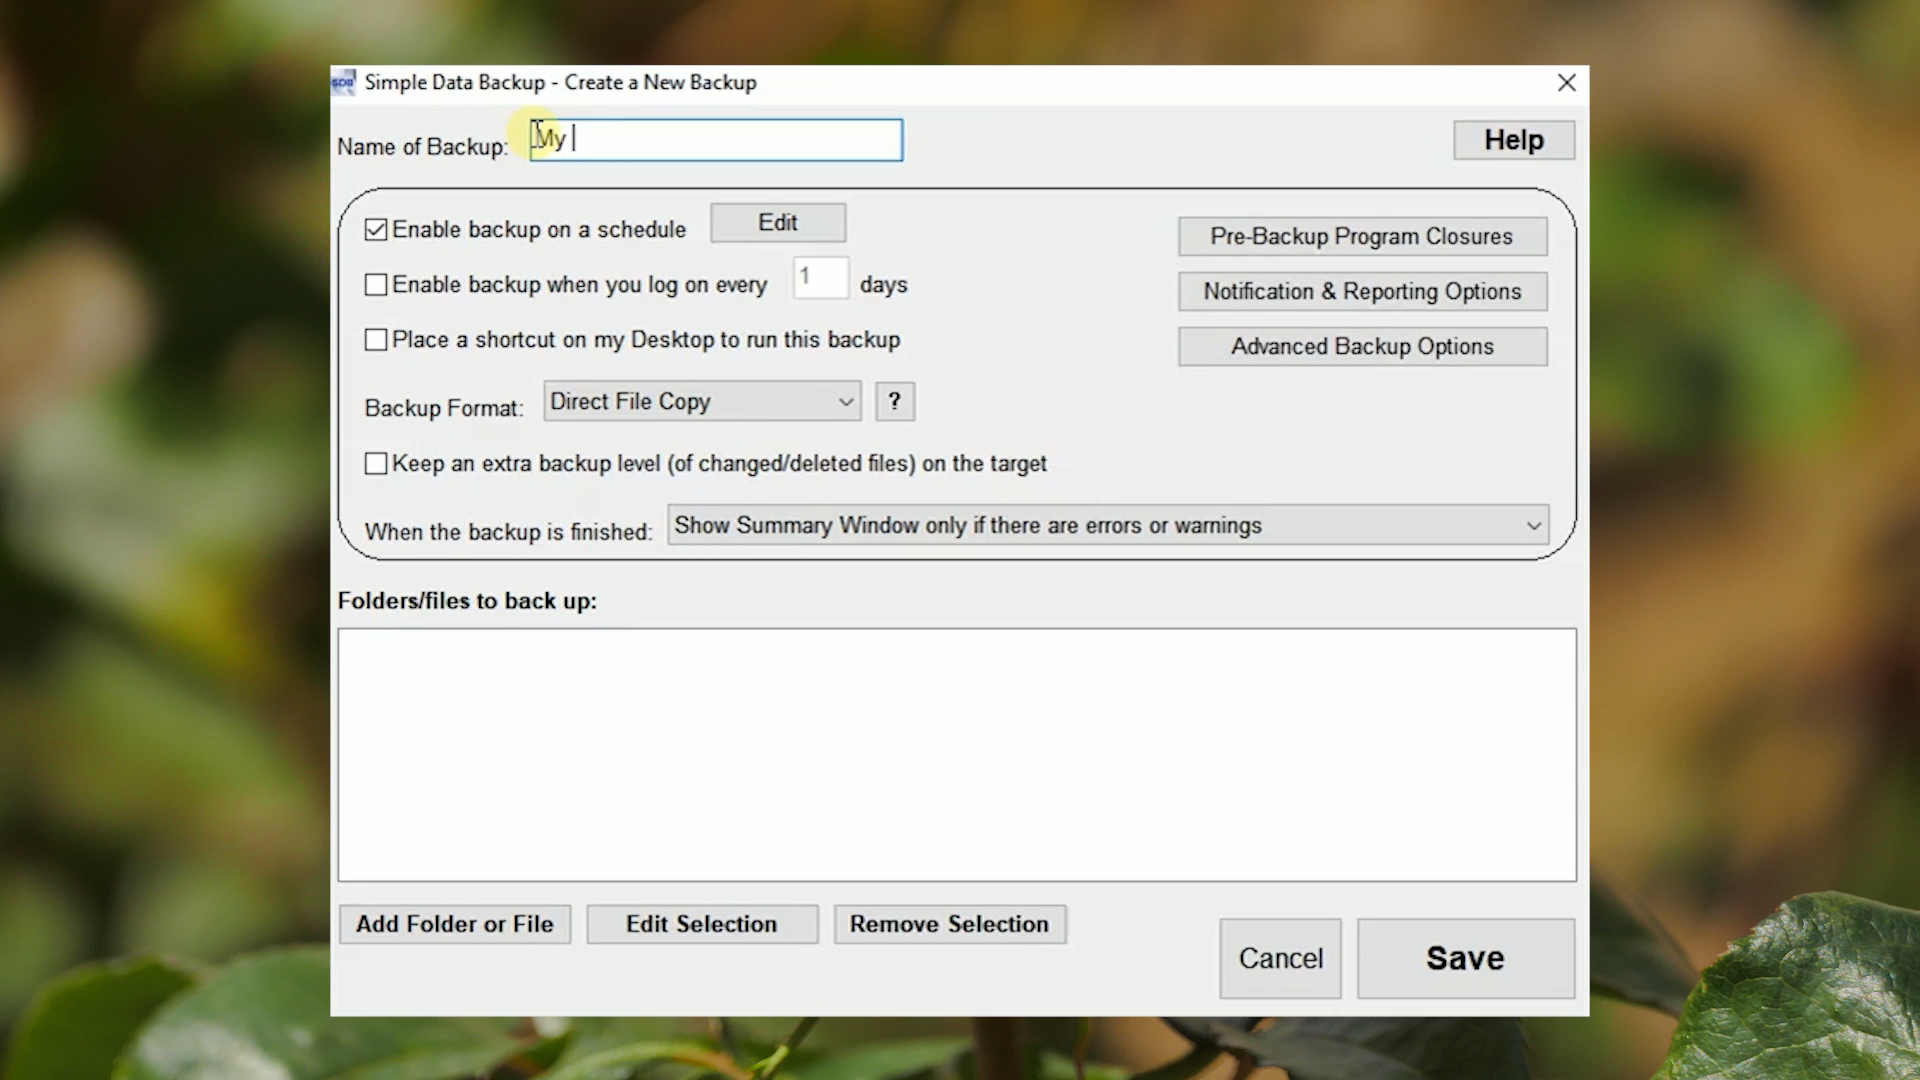 SDB Simple Data Backup - Create a New Backup
Name of Backup: My
Help
Enable backup on a schedule Edit
Enable backup when you log on every 1 days
Place a shortcut on my Desktop to run this backup
Pre-Backup Program Closures
Notification & Reporting Options
Advanced Backup Options
Backup Format: Direct File Copy ?
Keep an extra backup level (of changed/deleted files) on the target
When the backup is finished: Show Summary Window only if there are errors or warnings
Folders/files to back up:
Add Folder or File Edit Selection Remove Selection
Cancel Save